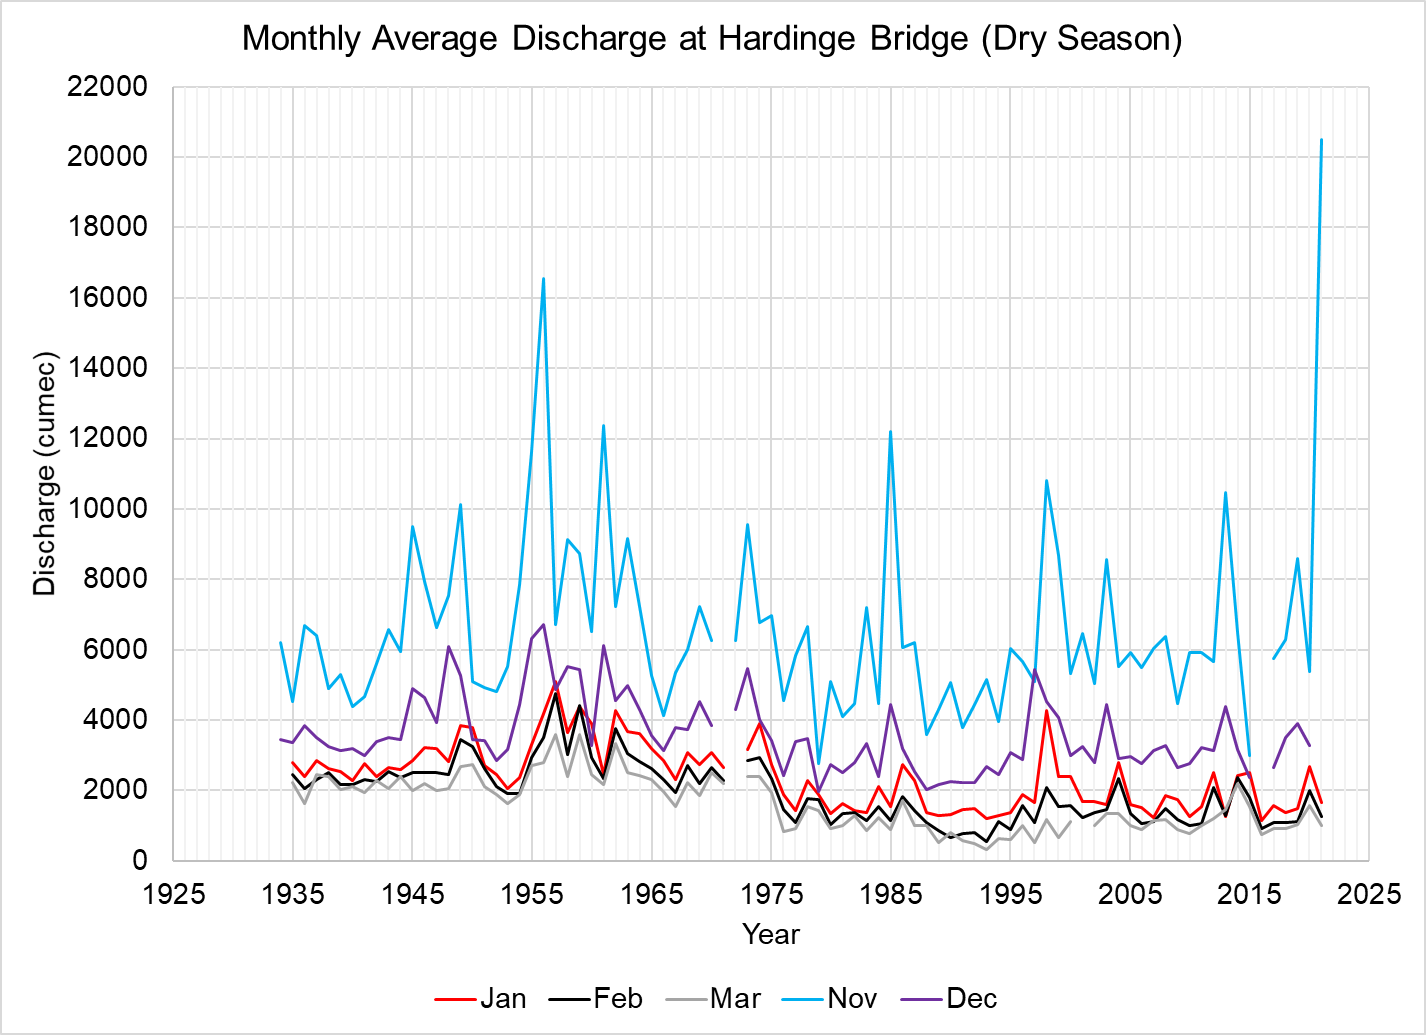 Monthly Average Discharge at Hardinge Bridge (Dry Season)
22000
20000
18000
16000
14000
12000
10000
8000
6000
4000
2000
0
Discharge (cumec)
1925 1935 1945 1955 1965 1975 1985 1995 2005 2015 2025
Year
Jan Feb Mar Nov Dec